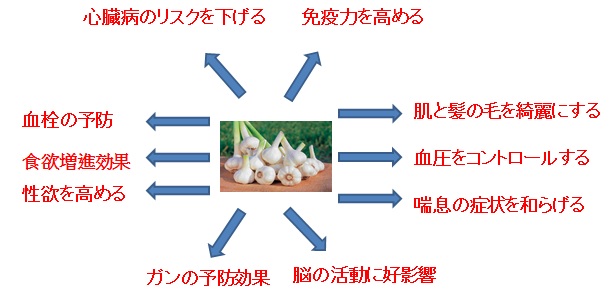 心臓病のリスクを下げる
免疫力を高める
血栓の予防
肌と髪の毛を綺麗にする
食欲増進効果
血圧をコントロールする
性欲を高める
喘息の症状を和らげる
ガンの予防効果
脳の活動に好影響